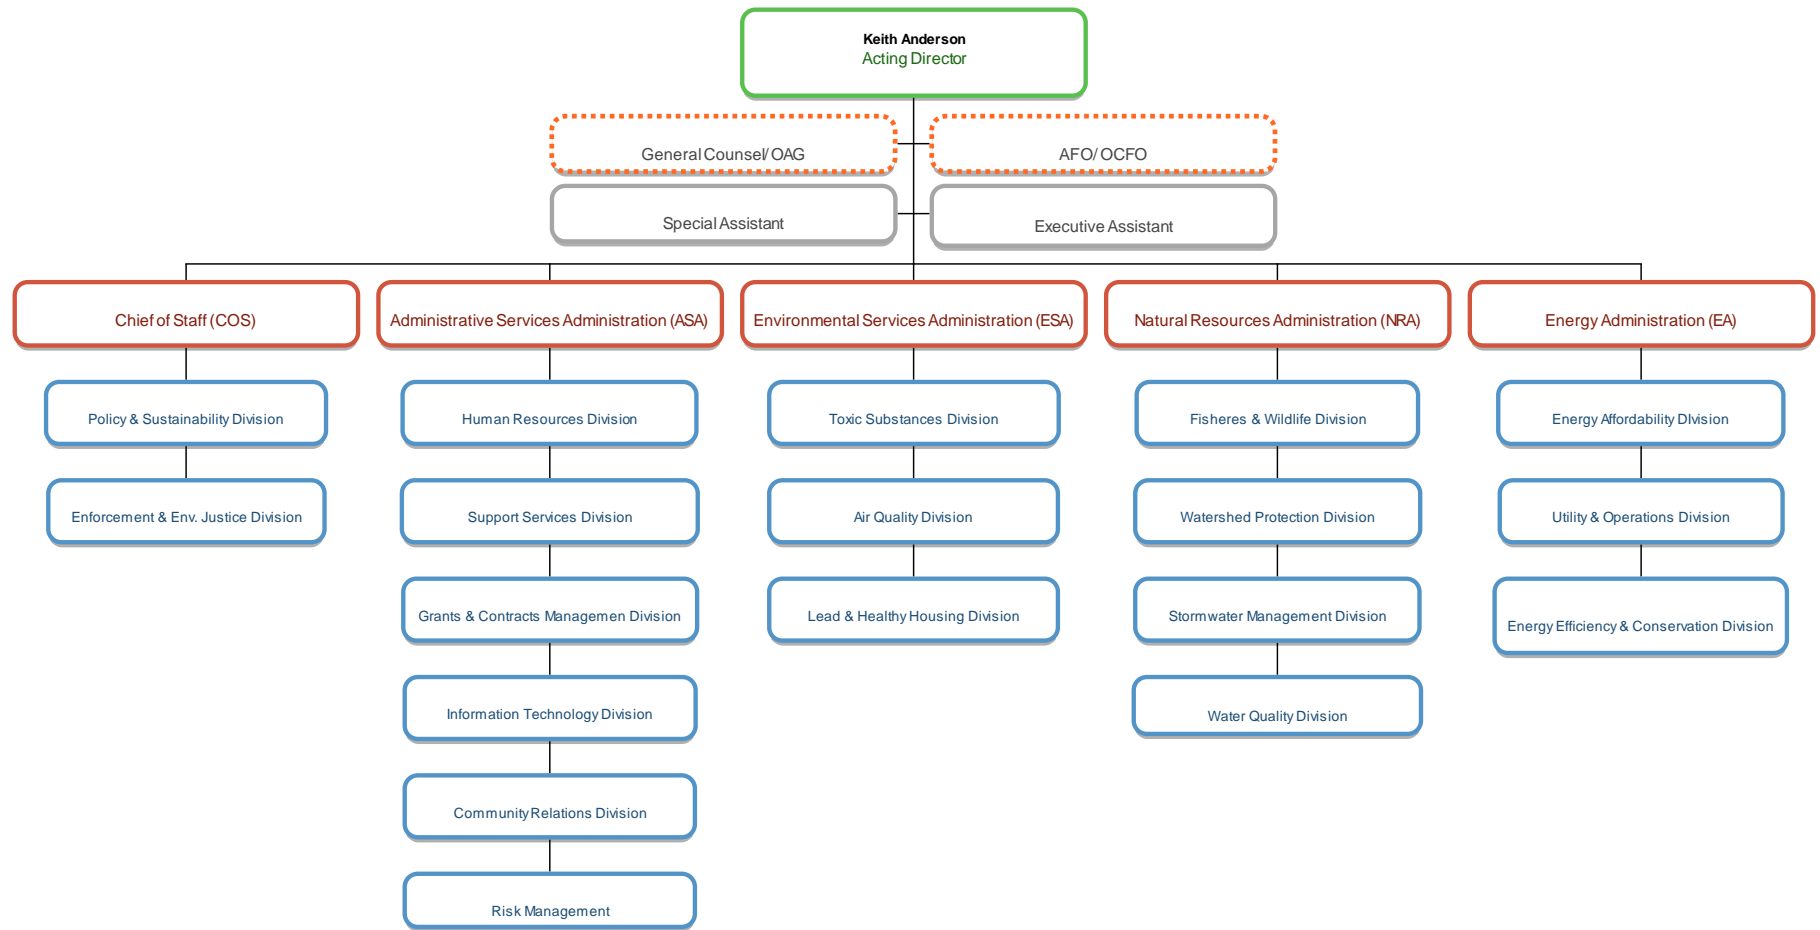 Keith Anderson
Acting Director
General Counsel/ OAG
AFO/ OCFO
Special Assistant
Executive Assistant
Chief of Staff (COS)
Administrative Services Administration (ASA)
Environmental Services Administration (ESA)
Natural Resources Administration (NRA)
Energy Administration (EA)
Policy & Sustainability Division
Human Resources Division
Toxic Substances Division
Fisheres & Wildlife Division
Energy Affordability DIvision
Enforcement & Env. Justice Division
Support Services Division
Air Quality Division
Watershed Protection Division
Utility & Operations Division
Grants & Contracts Managemen Division
Lead & Healthy Housing Division
Stormwater Management Division
Energy Efficiency & Conservation Division
Information Technology Division
Water Quality Division
Community Relations Division
Risk Management